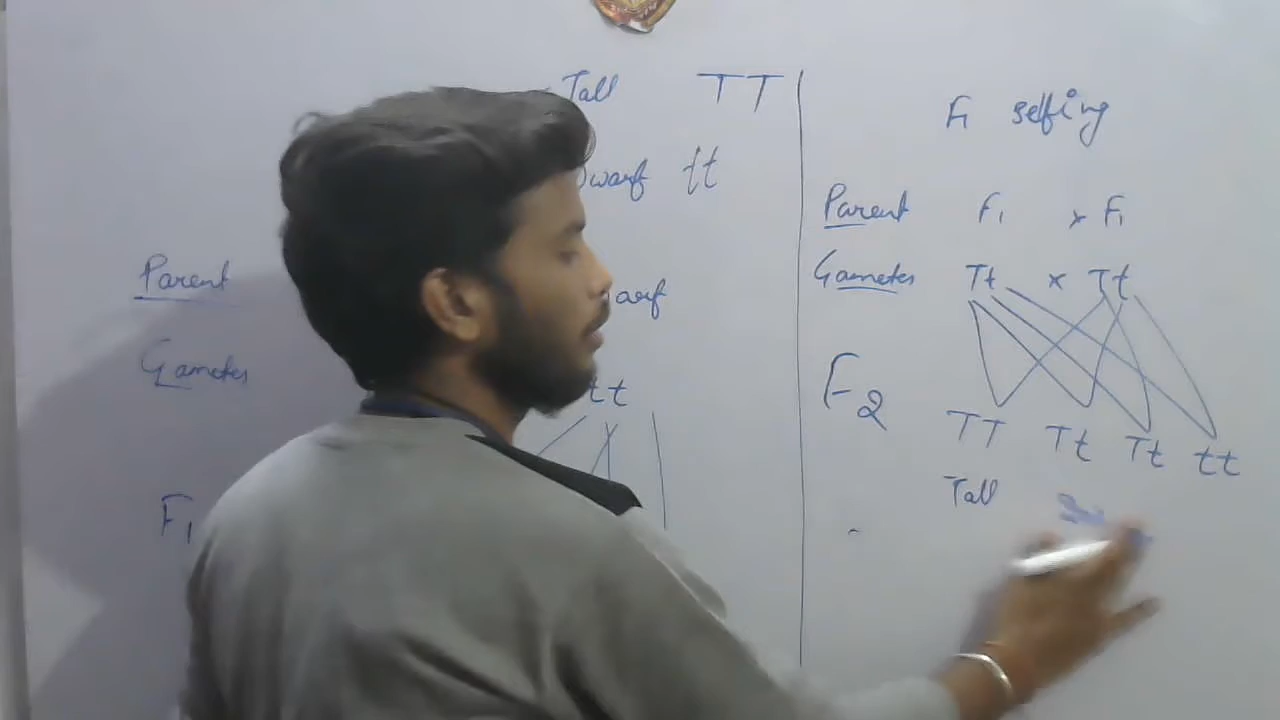 Tall TT
Dwarf tt
Parent
arf
Gametes
tt
F1
F1 selfing
Parent F1 x F1
Gametes Tt x Tt
F2
TT Tt Tt tt
Tall